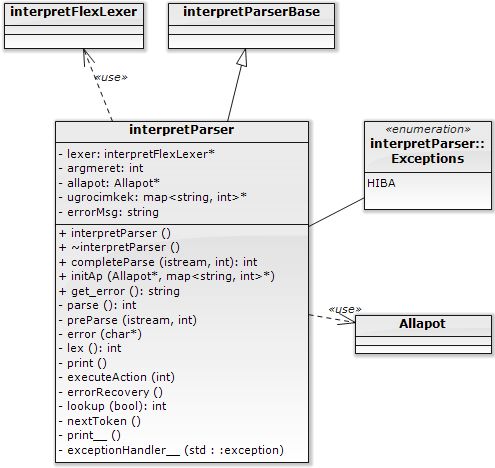 interpretFlexLexer
interpretParserBase
«use»
interpretParser
- lexer: interpretFlexLexer*
- argmeret: int
- allapot: Allapot*
- ugrocimkek: map<string, int>*
- errorMsg: string
+ interpretParser ()
+ ~interpretParser ()
+ completeParse (istream, int): int
+ initAp (Allapot*, map<string, int>*)
+ get_error (): string
- parse (): int
- preParse (istream, int)
- error (char*)
- lex (): int
- print ()
- executeAction (int)
- errorRecovery ()
- lookup (bool): int
- nextToken ()
- print__ ()
- exceptionHandler__ (std : :exception)
«enumeration»
interpretParser::
Exceptions
HIBA
«use»
Allapot